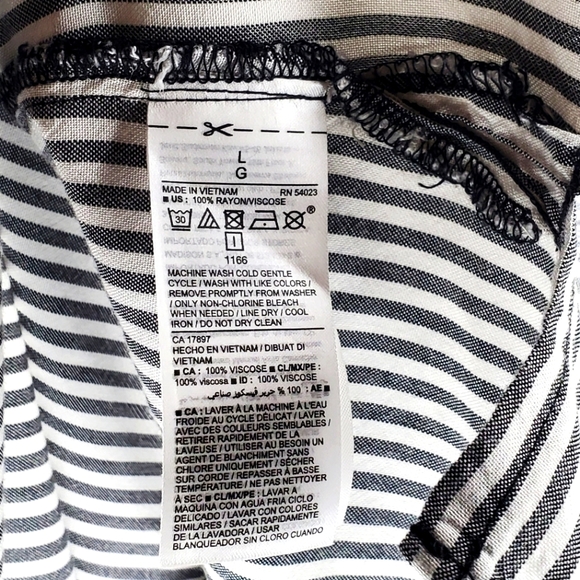 L
G
MADE IN VIETNAM RN 54023
■ US : 100% RAYON/VISCOSE
30
®
1166
MACHINE WASH COLD GENTLE
CYCLE / WASH WITH LIKE COLORS /
REMOVE PROMPTLY FROM WASHER
/ ONLY NON-CHLORINE BLEACH
WHEN NEEDED / LINE DRY / COOL
IRON / DO NOT DRY CLEAN
CA 17897
HECHO EN VIETNAM / DIBUAT DI
VIETNAM
■ CA : 100% VISCOSE ■ CL/MX/PE :
100% viscosa ■ ID : 100% VISCOSE
■ AE : 100 % حرير فيسكوز صناعي
■ CA : LAVER À LA MACHINE À L'EAU
FROIDE AU CYCLE DÉLICAT / LAVER
AVEC DES COULEURS SEMBLABLES /
RETIRER RAPIDEMENT DE LA
LAVEUSE / UTILISER AU BESOIN UN
AGENT DE BLANCHIMENT SANS
CHLORE UNIQUEMENT / SÉCHER
SUR CORDE / REPASSER À BASSE
TEMPÉRATURE / NE PAS NETTOYER
À SEC ■ CL/MX/PE : LAVAR A
MAQUINA CON AGUA FRIA CICLO
DELICADO / LAVAR CON COLORES
SIMILARES / SACAR RAPIDAMENTE
DE LA LAVADORA / USAR
BLANQUEADOR SIN CLORO CUANDO